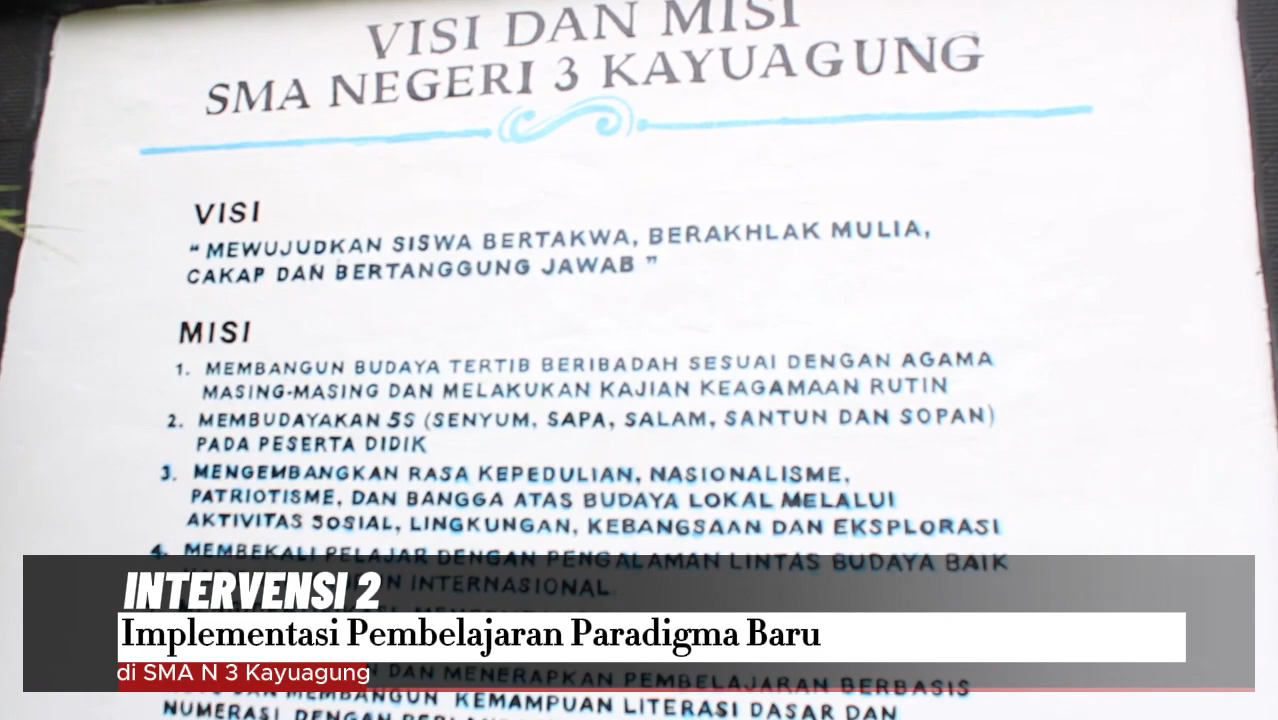 VISI DAN MISI
SMA NEGERI 3 KAYUAGUNG
VISI
“ MEWUJUDKAN SISWA BERTAKWA, BERAKHLAK MULIA,
CAKAP DAN BERTANGGUNG JAWAB ”
MISI
1. MEMBANGUN BUDAYA TERTIB BERIBADAH SESUAI DENGAN AGAMA
MASING-MASING DAN MELAKUKAN KAJIAN KEAGAMAAN RUTIN
2. MEMBUDAYAKAN 5S (SENYUM, SAPA, SALAM, SANTUN DAN SOPAN)
PADA PESERTA DIDIK
3. MENGEMBANGKAN RASA KEPEDULIAN, NASIONALISME,
PATRIOTISME, DAN BANGGA ATAS BUDAYA LOKAL MELALUI
AKTIVITAS SOSIAL, LINGKUNGAN, KEBANGSAAN DAN EKSPLORASI
4. MEMBEKALI PELAJAR DENGAN PENGALAMAN LINTAS BUDAYA BAIK
INTERNASIONAL
INTERVENSI 2
Implementasi Pembelajaran Paradigma Baru
di SMA N 3 Kayuagung
DAN MENERAPKAN PEMBELAJARAN BERBASIS
DAN MEMBANGUN KEMAMPUAN LITERASI DASAR DAN
NUMERASI DENGAN